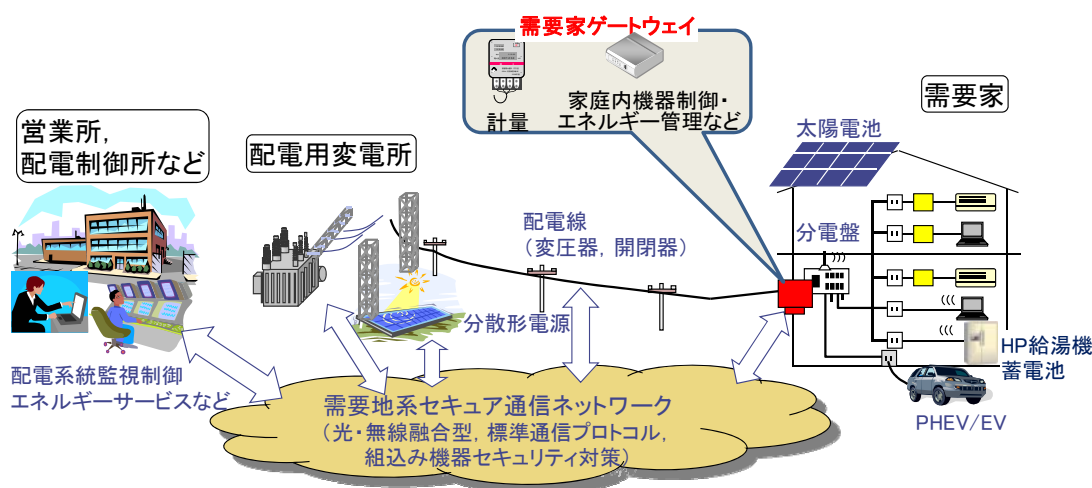 需要家ゲートウェイ
計量
家庭内機器制御・
エネルギー管理など
需要家
営業所,
配電制御所など
配電用変電所
太陽電池
配電線
（変圧器, 開閉器）
分電盤
分散形電源
HP給湯機
蓄電池
配電系統監視制御
エネルギーサービスなど
PHEV/EV
需要地系セキュア通信ネットワーク
（光・無線融合型, 標準通信プロトコル,
組込み機器セキュリティ対策）